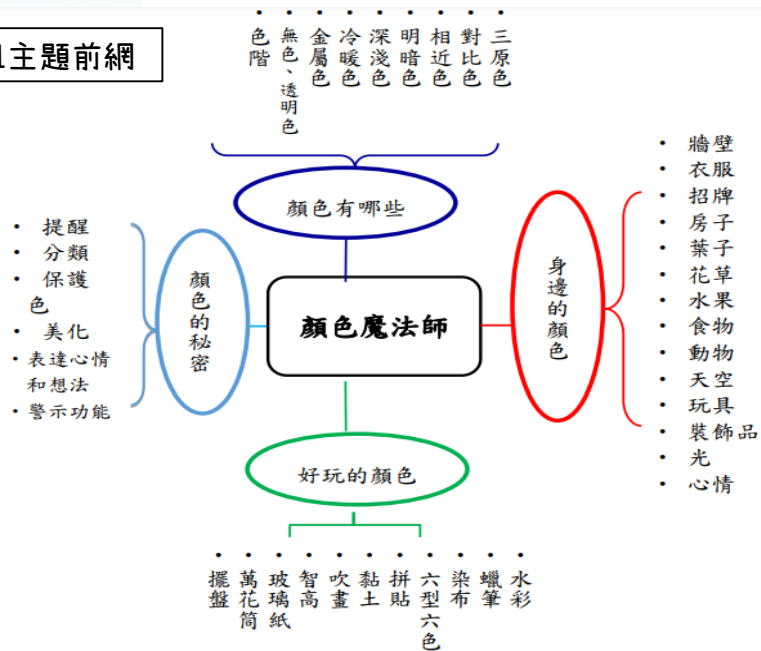 1主題前網
• 三原色
• 對比色
• 相近色
• 明暗色
• 深淺色
• 冷暖色
• 金屬色
• 無色、透明色
• 色階
顏色有哪些
• 提醒
• 分類
• 保護
色
• 美化
• 表達心情
和想法
• 警示功能
顏色的秘密
顏色魔法師
身邊的顏色
• 牆壁
• 衣服
• 招牌
• 房子
• 葉子
• 花草
• 水果
• 食物
• 動物
• 天空
• 玩具
• 裝飾品
• 光
• 心情
好玩的顏色
• 水彩
• 蠟筆
• 染布
• 六型六色
• 拼貼
• 黏土
• 吹畫
• 智高
• 玻璃紙
• 萬花筒
• 擺盤